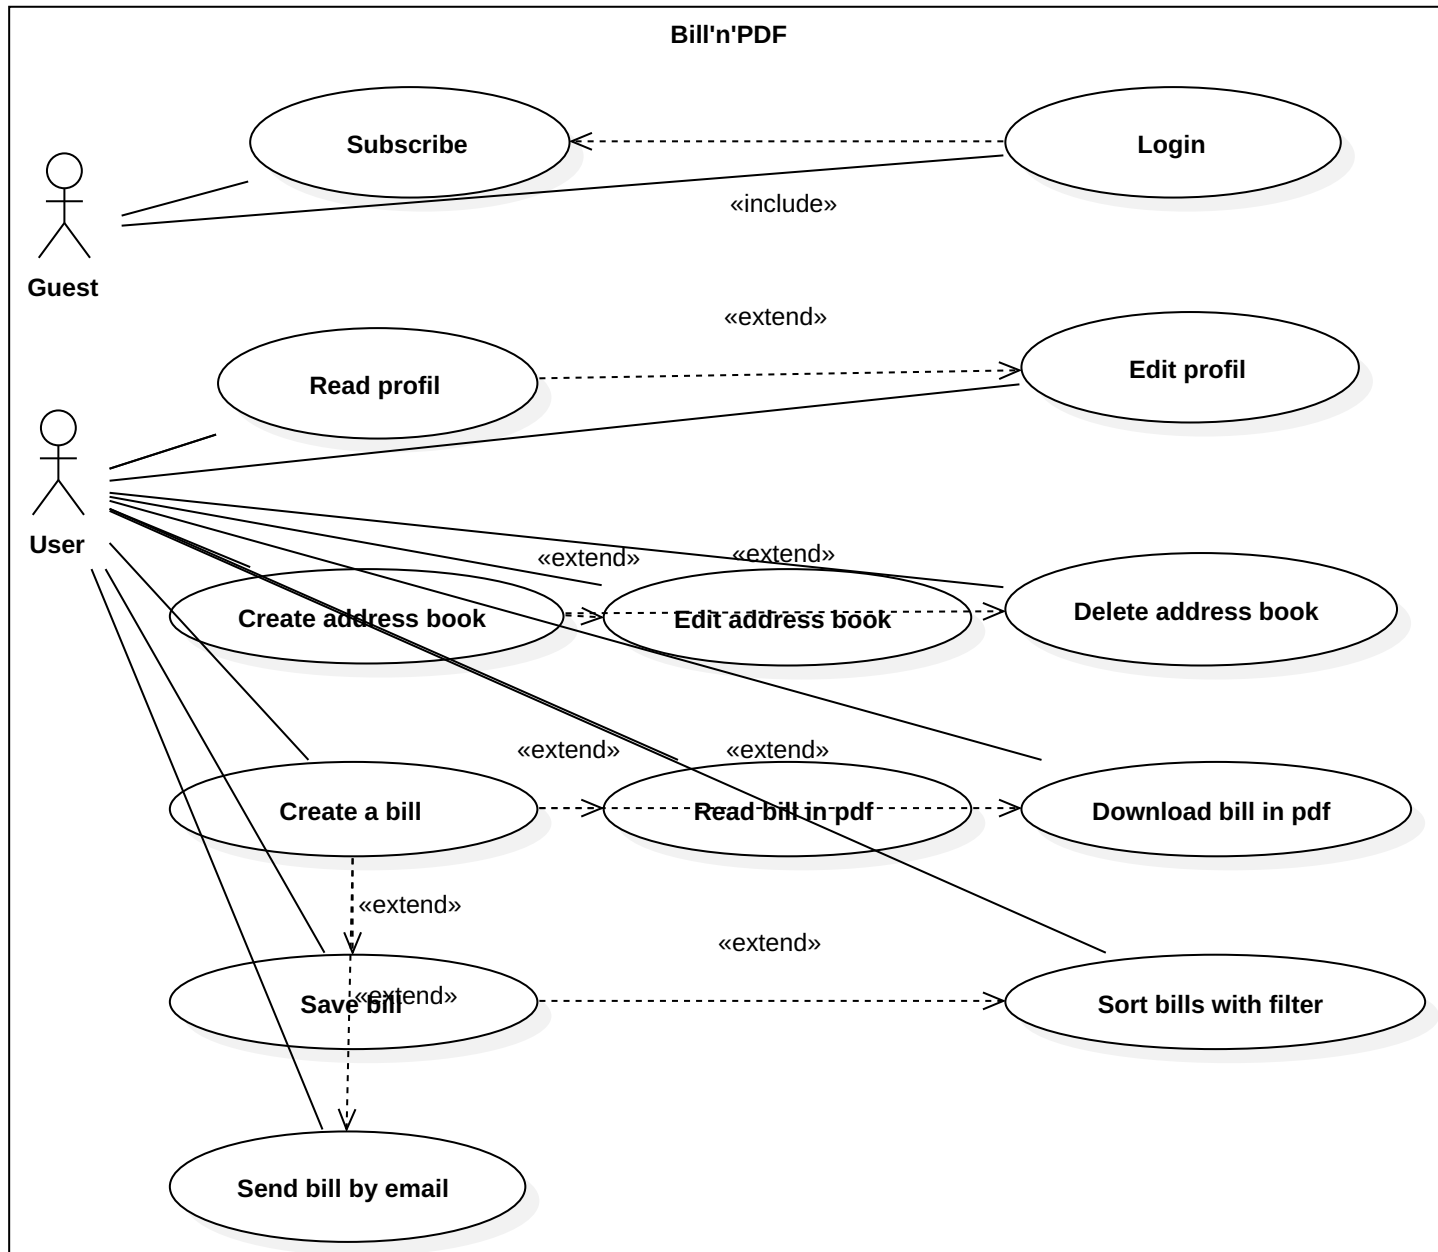 Bill'n'PDF
Subscribe
Login
«include»
Guest
«extend»
Read profil
Edit profil
User
«extend»
«extend»
Create address book
Edit address book
Delete address book
«extend»
«extend»
Create a bill
Read bill in pdf
Download bill in pdf
«extend»
«extend»
«extend»
Save bill
Sort bills with filter
Send bill by email